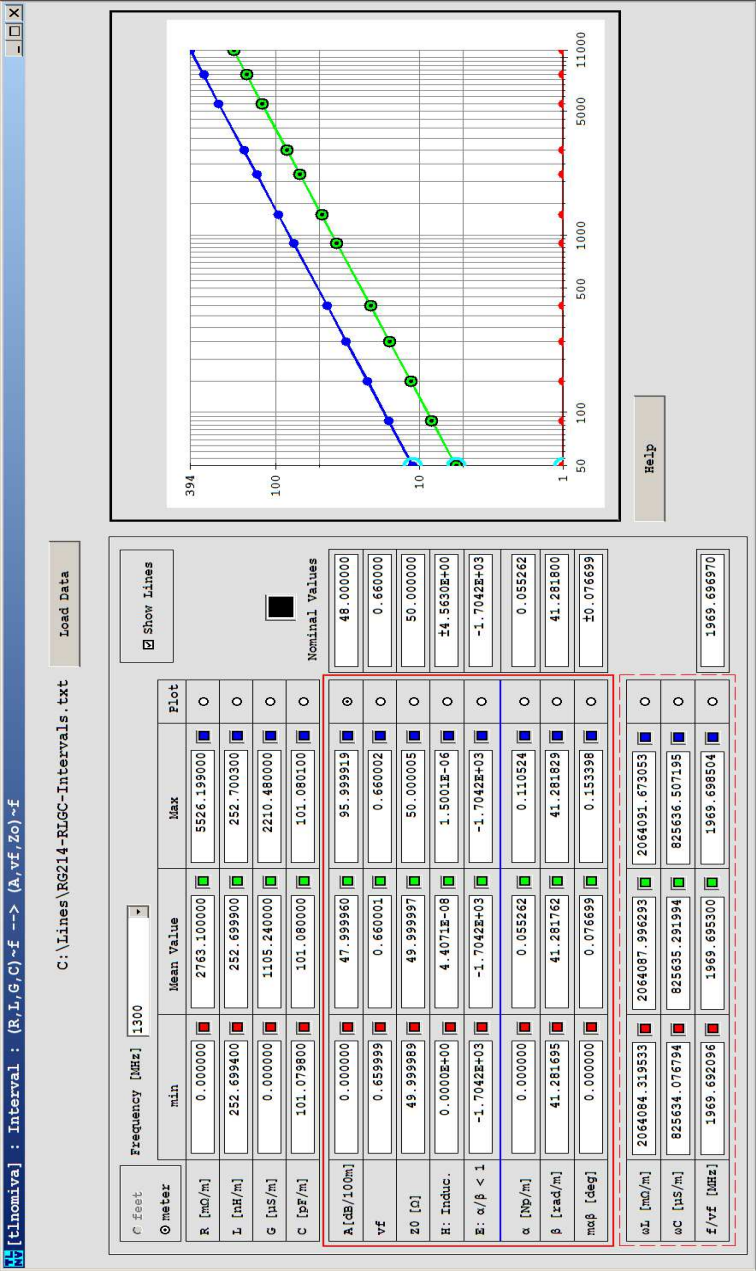 [tlnomiva] : Interval : (R,L,G,C)~f --> (A,vf,Zo)~f
C:\Lines\RG214-RLGC-Intervals.txt
Load Data
feet
meter
Frequency [MHz] 1300
Show Lines
min Mean Value Max Plot
R [mΩ/m] 0.000000 2763.100000 5526.199000
L [nH/m] 252.699400 252.699900 252.700300
G [µS/m] 0.000000 1105.240000 2210.480000
C [pF/m] 101.079800 101.080000 101.080100
Nominal Values
A[dB/100m] 0.000000 47.999960 95.999919 48.000000
vf 0.659999 0.660001 0.660002 0.660000
Z0 [Ω] 49.999989 49.999997 50.000005 50.000000
H: Induc. 0.0000E+00 4.4071E-08 1.5001E-06 ±4.5630E+00
E: α/β < 1 -1.7042E+03 -1.7042E+03 -1.7042E+03 -1.7042E+03
α [Np/m] 0.000000 0.055262 0.110524 0.055262
β [rad/m] 41.281695 41.281762 41.281829 41.281800
mαβ [deg] 0.000000 0.076699 0.153398 ±0.076699
ωL [mΩ/m] 2064084.319533 2064087.996293 2064091.673053
ωC [µS/m] 825634.076794 825635.291994 825636.507195
f/vf [MHz] 1969.692096 1969.695300 1969.698504 1969.696970
394
100
10
1
50 100 500 1000 5000 11000
Help